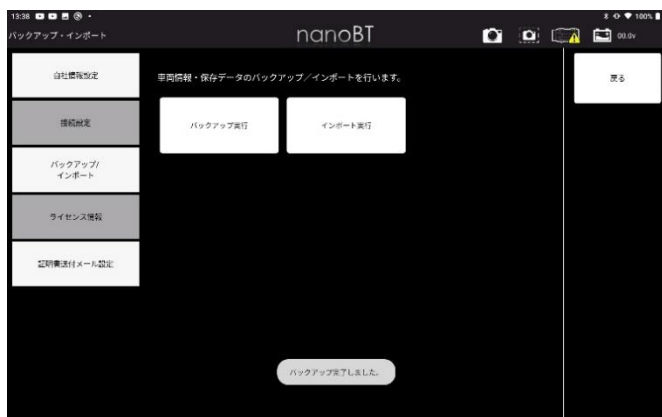 13:38
100%
バックアップ・インポート
nanoBT
00.0v
自社情報設定
車両情報・保存データのバックアップ／インポートを行います。
戻る
接続設定
バックアップ実行
インポート実行
バックアップ/
インポート
ライセンス情報
証明書送付メール設定
バックアップ完了しました。